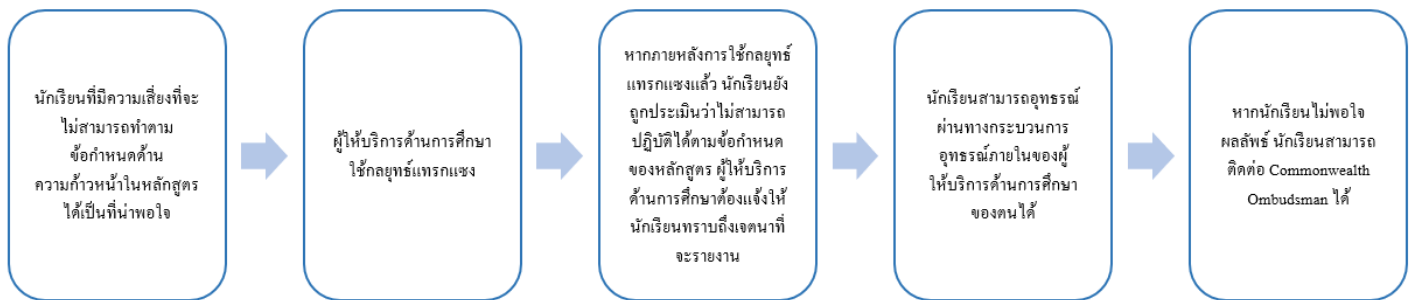 นักเรียนที่มีความเสี่ยงที่จะ
ไม่สามารถทำตาม
ข้อกำหนดด้าน
ความก้าวหน้าในหลักสูตร
ได้เป็นที่น่าพอใจ
ผู้ให้บริการด้านการศึกษา
ใช้กลยุทธ์แทรกแซง
หากภายหลังการใช้กลยุทธ์
แทรกแซงแล้ว นักเรียนยัง
ถูกประเมินว่าไม่สามารถ
ปฏิบัติได้ตามข้อกำหนด
ของหลักสูตร ผู้ให้บริการ
ด้านการศึกษาต้องแจ้งให้
นักเรียนทราบถึงเจตนาที่
จะรายงาน
นักเรียนสามารถอุทธรณ์
ผ่านทางกระบวนการ
อุทธรณ์ภายในของผู้
ให้บริการด้านการศึกษา
ของตนได้
หากนักเรียนไม่พอใจ
ผลลัพธ์ นักเรียนสามารถ
ติดต่อ Commonwealth
Ombudsman ได้